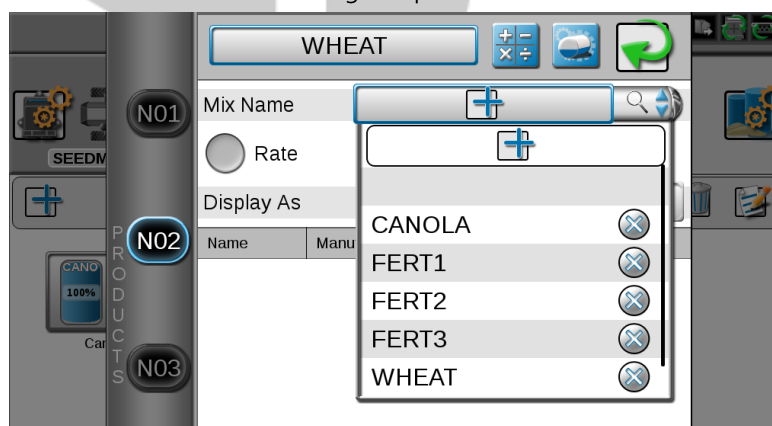 WHEAT
N01
Mix Name
Rate
SEEDM
Display As
CANOLA
N02
Name
Manu
FERT1
PRODUCTS
CANO
100%
FERT2
Car
FERT3
N03
WHEAT